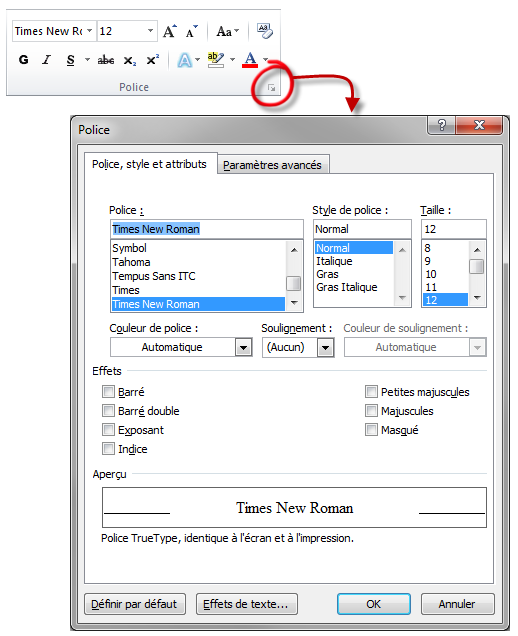 Times New R 12 A A Aa
G I S abc x₂ x² A ab A
Police
Police
Police, style et attributs Paramètres avancés
Police : Style de police : Taille :
Times New Roman Normal 12
Symbol Normal 8
Tahoma Italique 9
Tempus Sans ITC Gras 10
Times Gras Italique 11
Times New Roman 12
Couleur de police : Soulignement : Couleur de soulignement :
Automatique (Aucun) Automatique
Effets
Barré Petites majuscules
Barré double Majuscules
Exposant Masqué
Indice
Aperçu
Times New Roman
Police TrueType, identique à l'écran et à l'impression.
Définir par défaut Effets de texte... OK Annuler